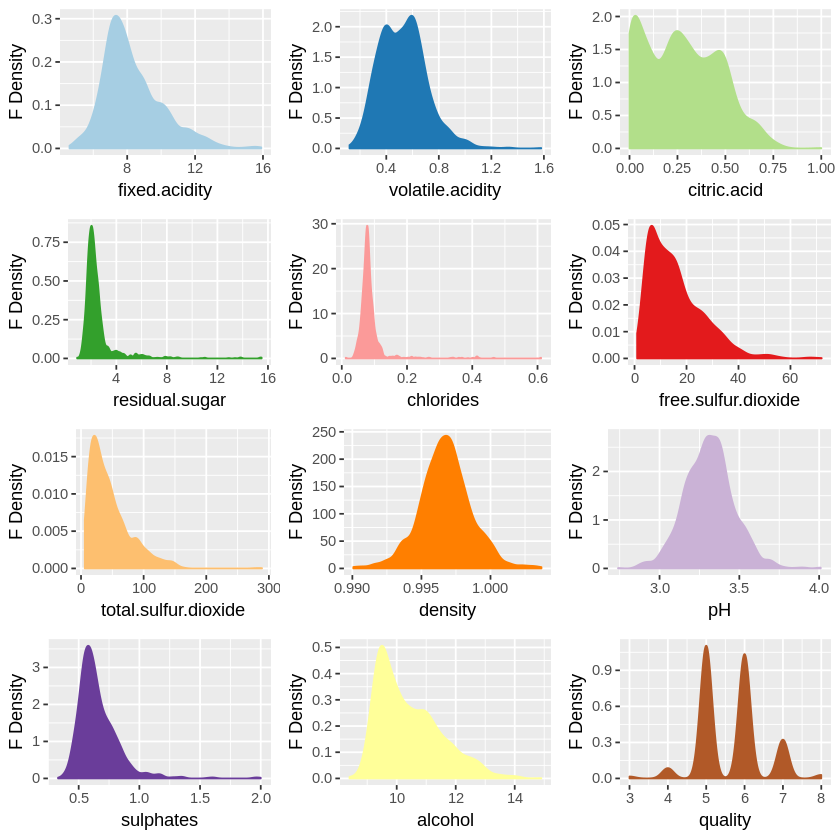 F Density
0.3
0.2
0.1
0.0
8 12 16
fixed.acidity
F Density
2.0
1.5
1.0
0.5
0.0
0.4 0.8 1.2 1.6
volatile.acidity
F Density
2.0
1.5
1.0
0.5
0.0
0.00 0.25 0.50 0.75 1.00
citric.acid
F Density
0.75
0.50
0.25
0.00
4 8 12 16
residual.sugar
F Density
30
20
10
0
0.0 0.2 0.4 0.6
chlorides
F Density
0.05
0.04
0.03
0.02
0.01
0.00
0 20 40 60
free.sulfur.dioxide
F Density
0.015
0.010
0.005
0.000
0 100 200 300
total.sulfur.dioxide
F Density
250
200
150
100
50
0
0.990 0.995 1.000
density
F Density
2
1
0
3.0 3.5 4.0
pH
F Density
3
2
1
0
0.5 1.0 1.5 2.0
sulphates
F Density
0.5
0.4
0.3
0.2
0.1
0.0
10 12 14
alcohol
F Density
0.9
0.6
0.3
0.0
3 4 5 6 7 8
quality